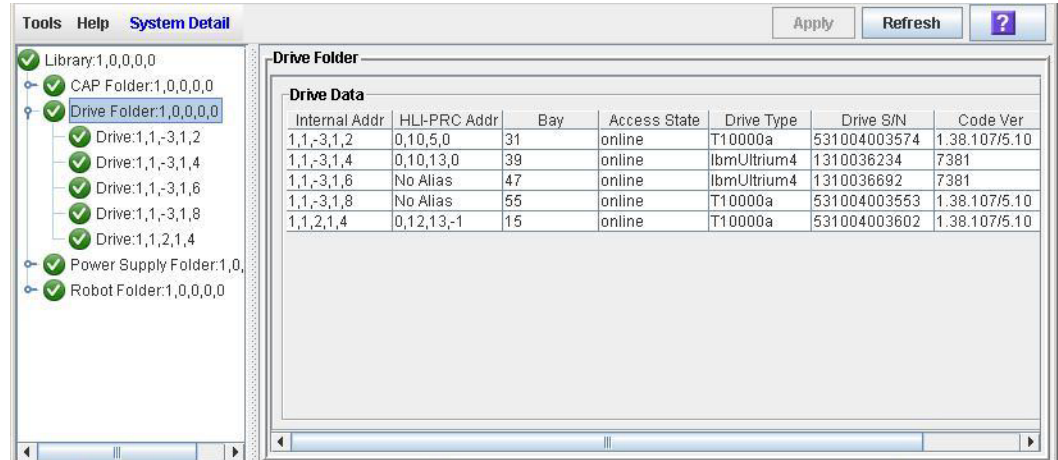 Tools Help System Detail Apply Refresh ?
Library:1,0,0,0,0
CAP Folder:1,0,0,0,0
Drive Folder:1,0,0,0,0
Drive:1,1,-3,1,2
Drive:1,1,-3,1,4
Drive:1,1,-3,1,6
Drive:1,1,-3,1,8
Drive:1,1,2,1,4
Power Supply Folder:1,0,
Robot Folder:1,0,0,0,0
Drive Folder
Drive Data
Internal Addr HLI-PRC Addr Bay Access State Drive Type Drive S/N Code Ver
1,1,-3,1,2 0,10,5,0 31 online T10000a 531004003574 1.38.107/5.10
1,1,-3,1,4 0,10,13,0 39 online IbmUltrium4 1310036234 7381
1,1,-3,1,6 No Alias 47 online IbmUltrium4 1310036692 7381
1,1,-3,1,8 No Alias 55 online T10000a 531004003553 1.38.107/5.10
1,1,2,1,4 0,12,13,-1 15 online T10000a 531004003602 1.38.107/5.10